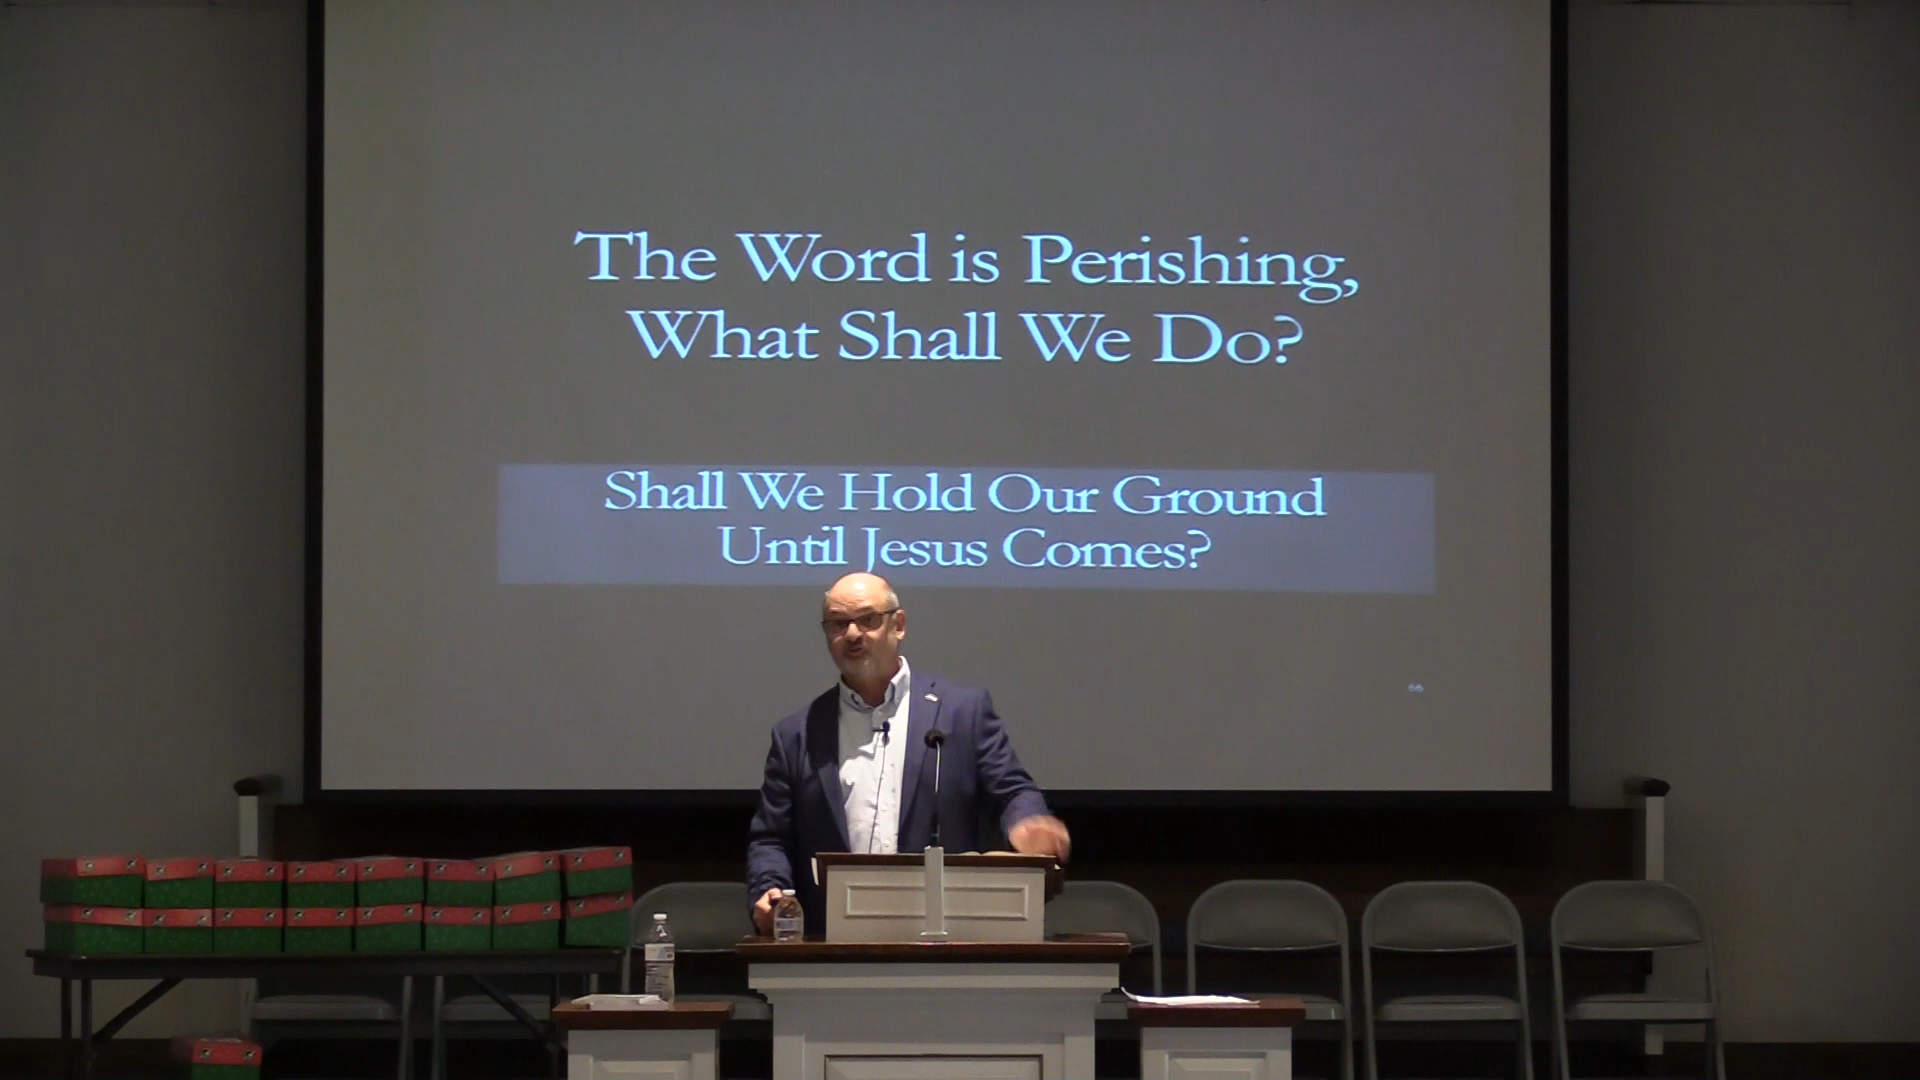 The Word is Perishing,
What Shall We Do?
Shall We Hold Our Ground
Until Jesus Comes?